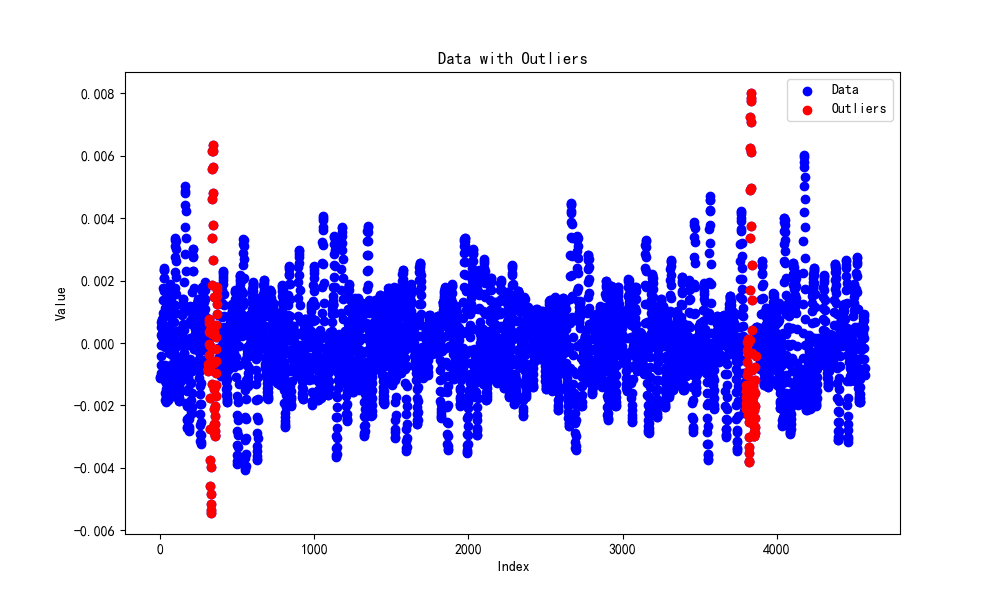 Data with Outliers
Data
Outliers
0.008
0.006
0.004
0.002
0.000
-0.002
-0.004
-0.006
Value
0 1000 2000 3000 4000
Index